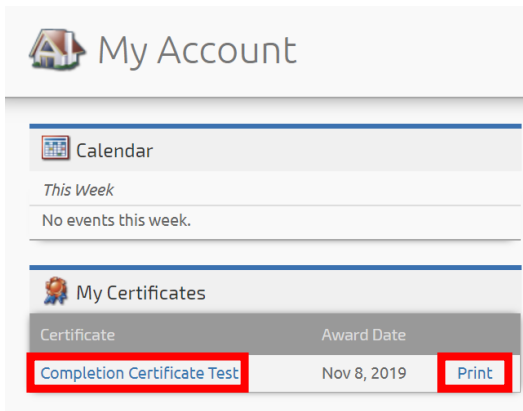 My Account
Calendar
This Week
No events this week.
My Certificates
Certificate Award Date
Completion Certificate Test Nov 8, 2019 Print